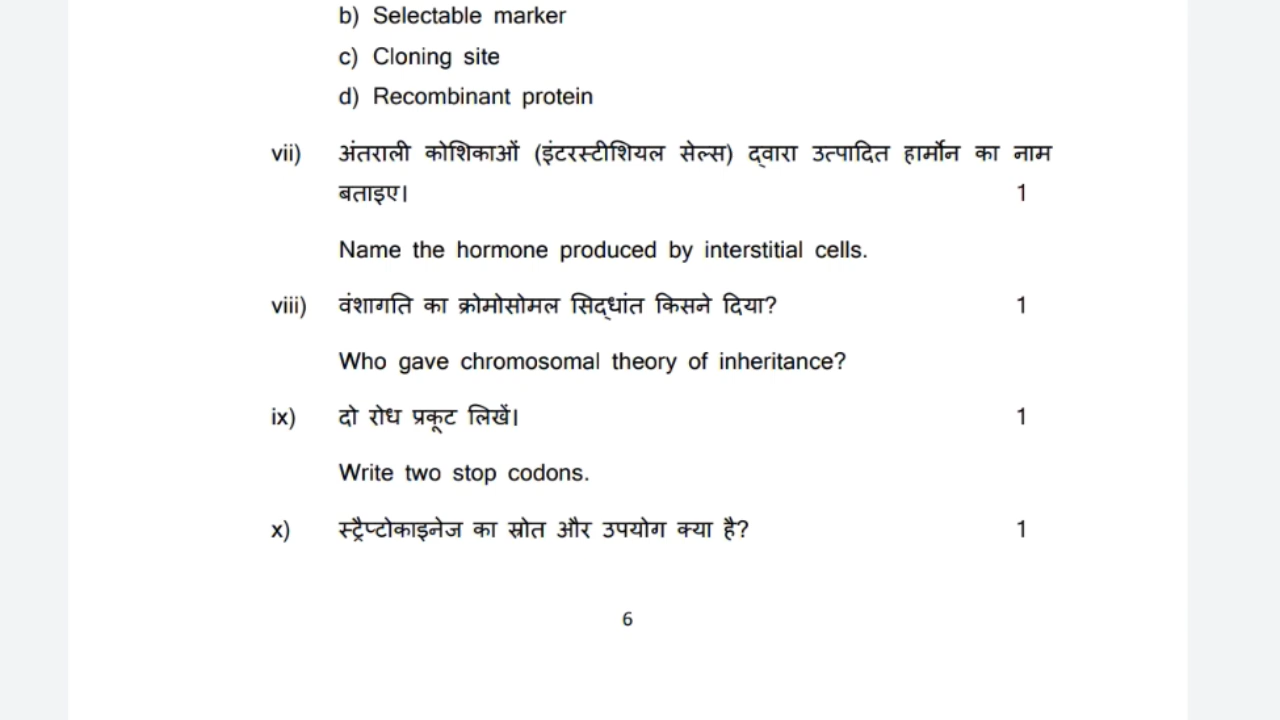 b) Selectable marker
c) Cloning site
d) Recombinant protein
vii) अंतराली कोशिकाओं (इंटरस्टीशियल सेल्स) द्वारा उत्पादित हार्मोन का नाम
बताइए। 1
Name the hormone produced by interstitial cells.
viii) वंशागति का क्रोमोसोमल सिद्धांत किसने दिया? 1
Who gave chromosomal theory of inheritance?
ix) दो रोध प्रकूट लिखें। 1
Write two stop codons.
x) स्ट्रैप्टोकाइनेज का स्रोत और उपयोग क्या है? 1
6